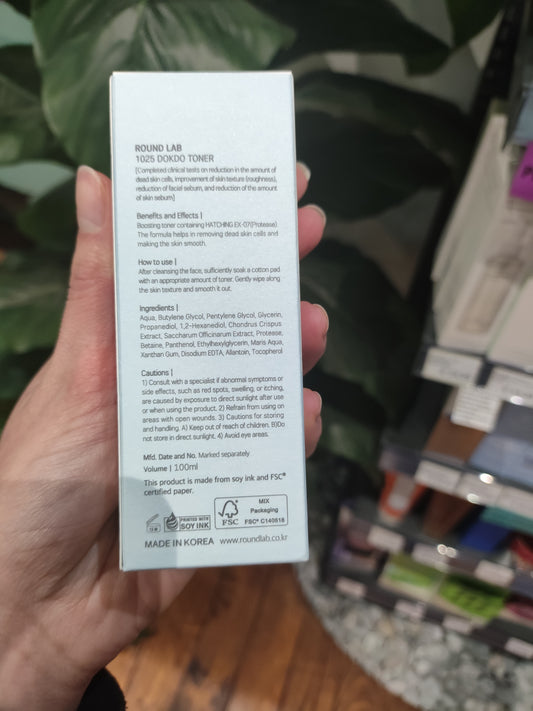 ROUND LAB
1025 DOKDO TONER
[Completed clinical tests on reduction in the amount of
dead skin cells, improvement of skin texture (roughness),
reduction of facial sebum, and reduction of the amount
of skin sebum]
Benefits and Effects |
Boosting toner containing HATCHING EX-07(Protease)
The formula helps in removing dead skin cells and
making the skin smooth.
How to use |
After cleansing the face, sufficiently soak a cotton pad
with an appropriate amount of toner. Gently wipe along
the skin texture and smooth it out.
Ingredients |
Aqua, Butylene Glycol, Pentylene Glycol, Glycerin,
Propanediol, 1,2-Hexanediol, Chondrus Crispus
Extract, Saccharum Officinarum Extract, Protease,
Betaine, Panthenol, Ethylhexylglycerin, Maris Aqua,
Xanthan Gum, Disodium EDTA, Allantoin, Tocopherol
Cautions |
1) Consult with a specialist if abnormal symptoms or
side effects, such as red spots, swelling, or itching,
are caused by exposure to direct sunlight after use
or when using the product. 2) Refrain from using on
areas with open wounds. 3) Cautions for storing
and handling. A) Keep out of reach of children. B)Do
not store in direct sunlight. 4) Avoid eye areas.
Mfd. Date and No. Marked separately
Volume | 100ml
This product is made from soy ink and FSC®
certified paper.
12 M
PRINTED WITH
SOY INK
FSC
MIX
Packaging
FSC® C140818
MADE IN KOREA www.roundlab.co.kr